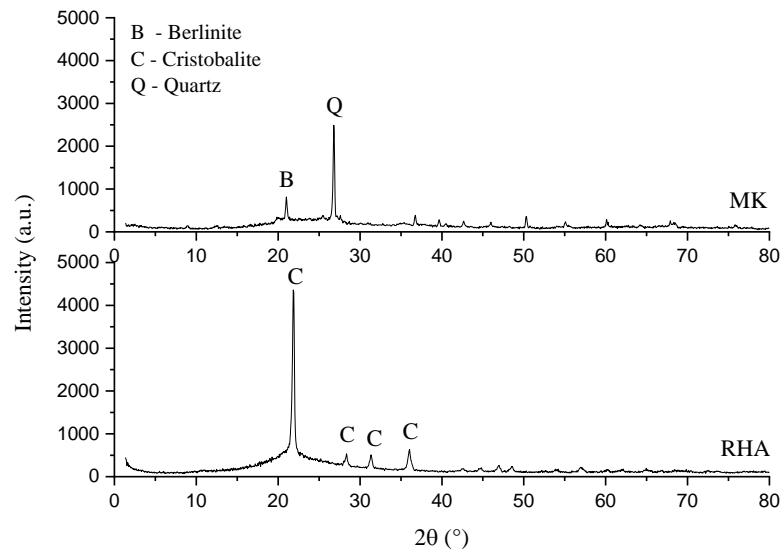 5000
B - Berlinite
C - Cristobalite
4000
Q - Quartz
3000
Q
2000
1000
B
MK
0
0 10 20 30 40 50 60 70 80
Intensity (a.u.)
5000
C
4000
3000
2000
1000
C C C
RHA
0
0 10 20 30 40 50 60 70 80
2θ (°)